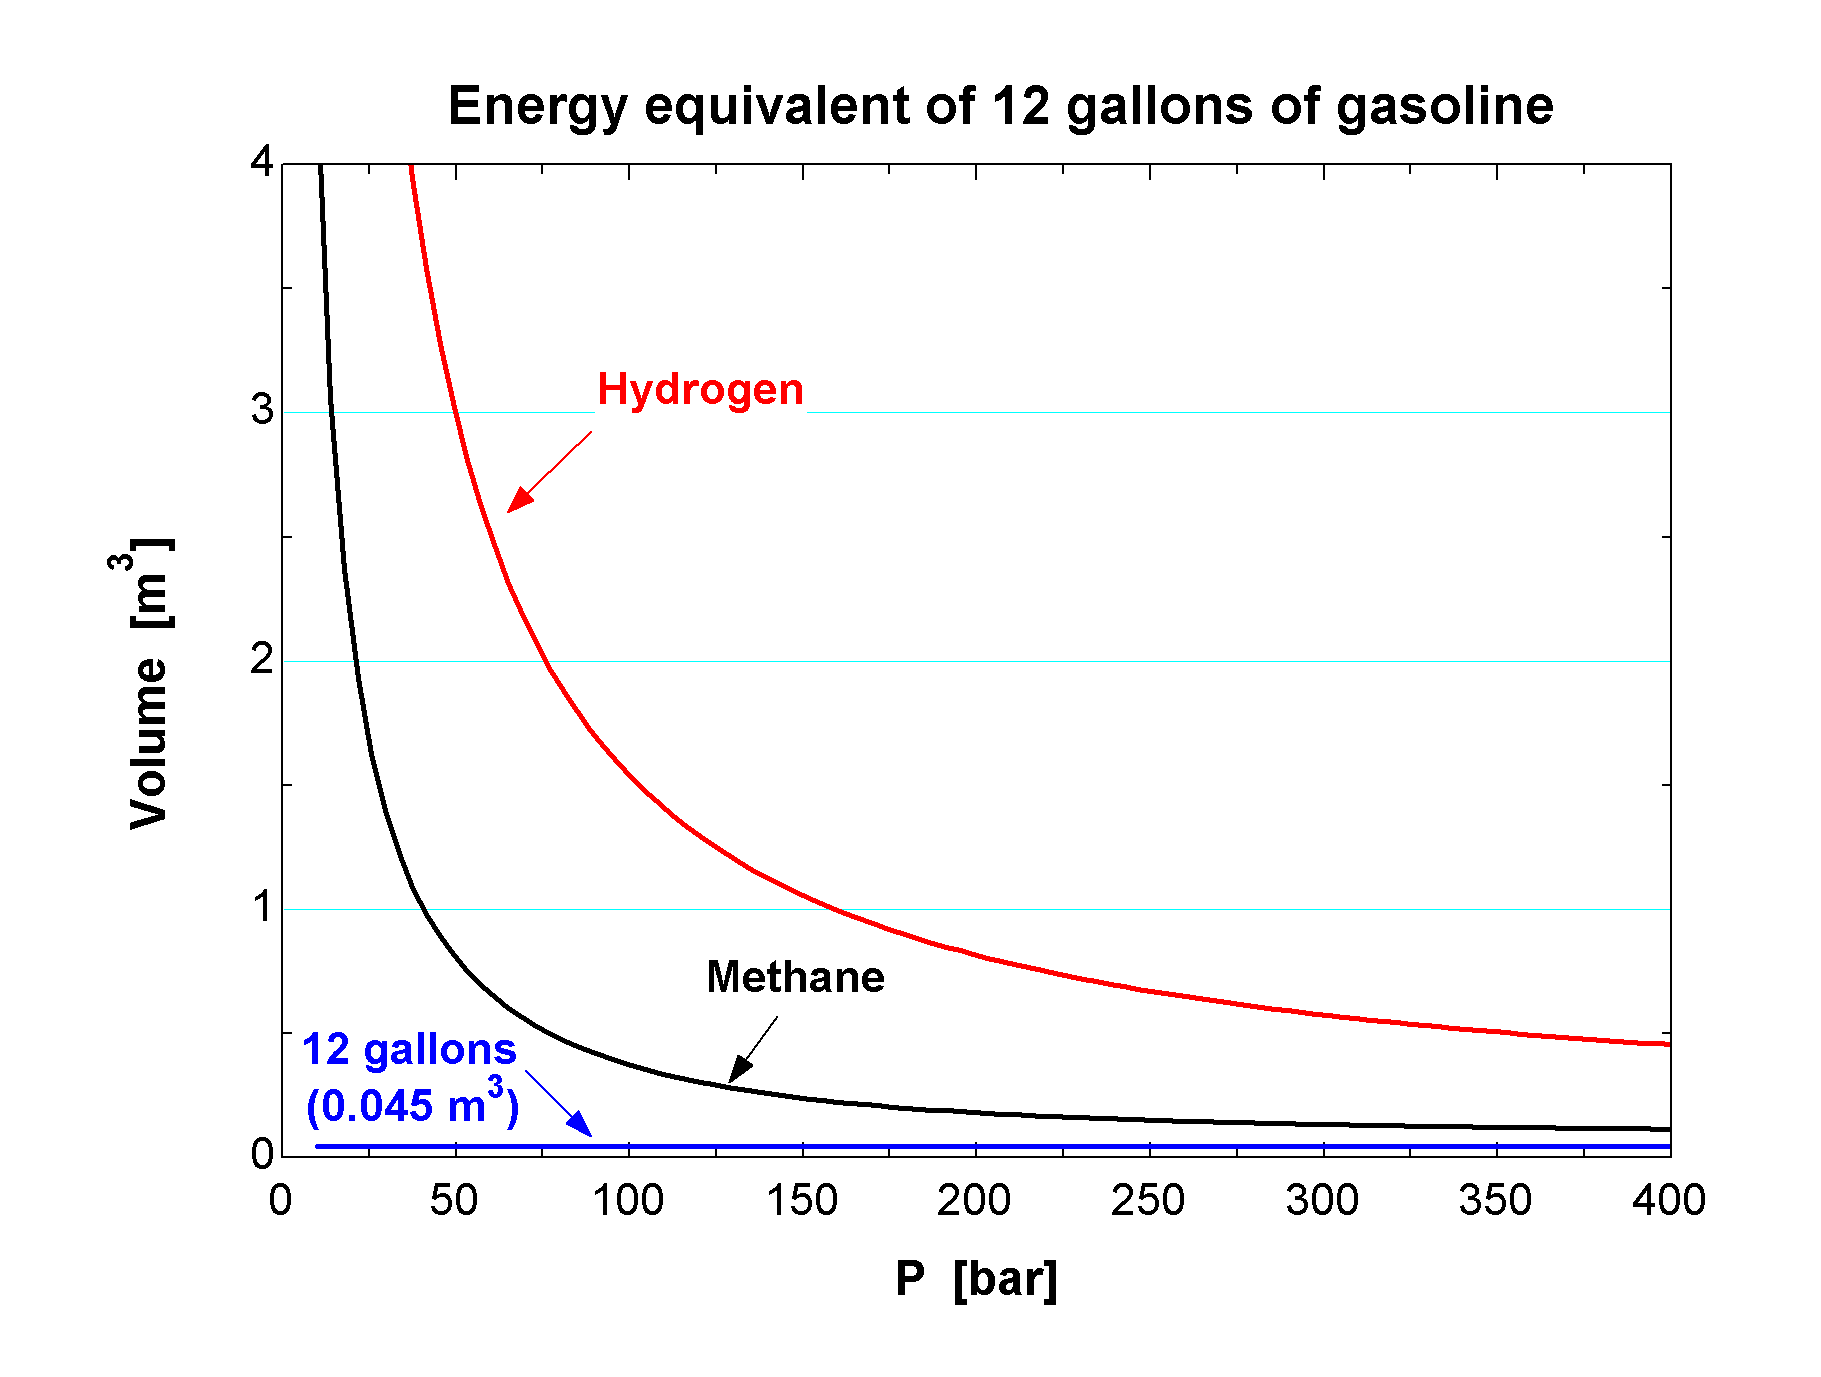 Energy equivalent of 12 gallons of gasoline
4
3
2
1
0
Volume [m³]
Hydrogen
Methane
12 gallons
(0.045 m³)
0 50 100 150 200 250 300 350 400
P [bar]